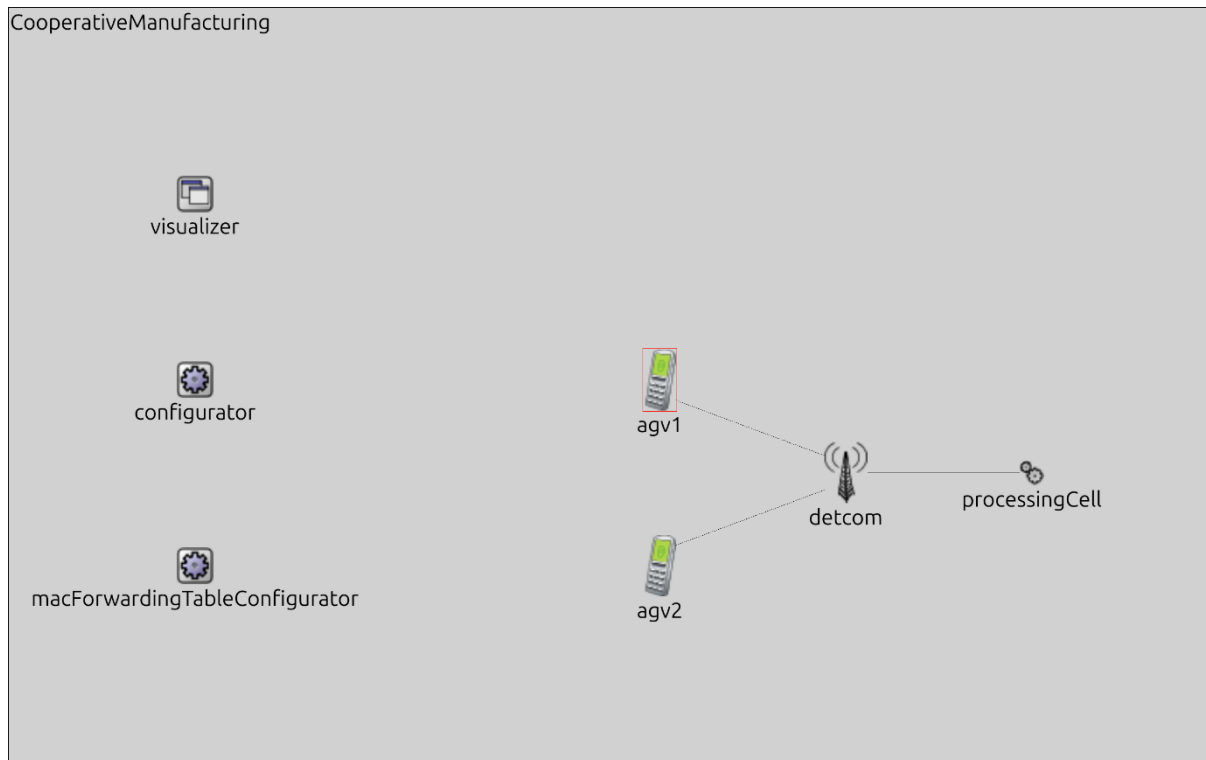 CooperativeManufacturing
visualizer
configurator
agv1
detcom
processingCell
macForwardingTableConfigurator
agv2